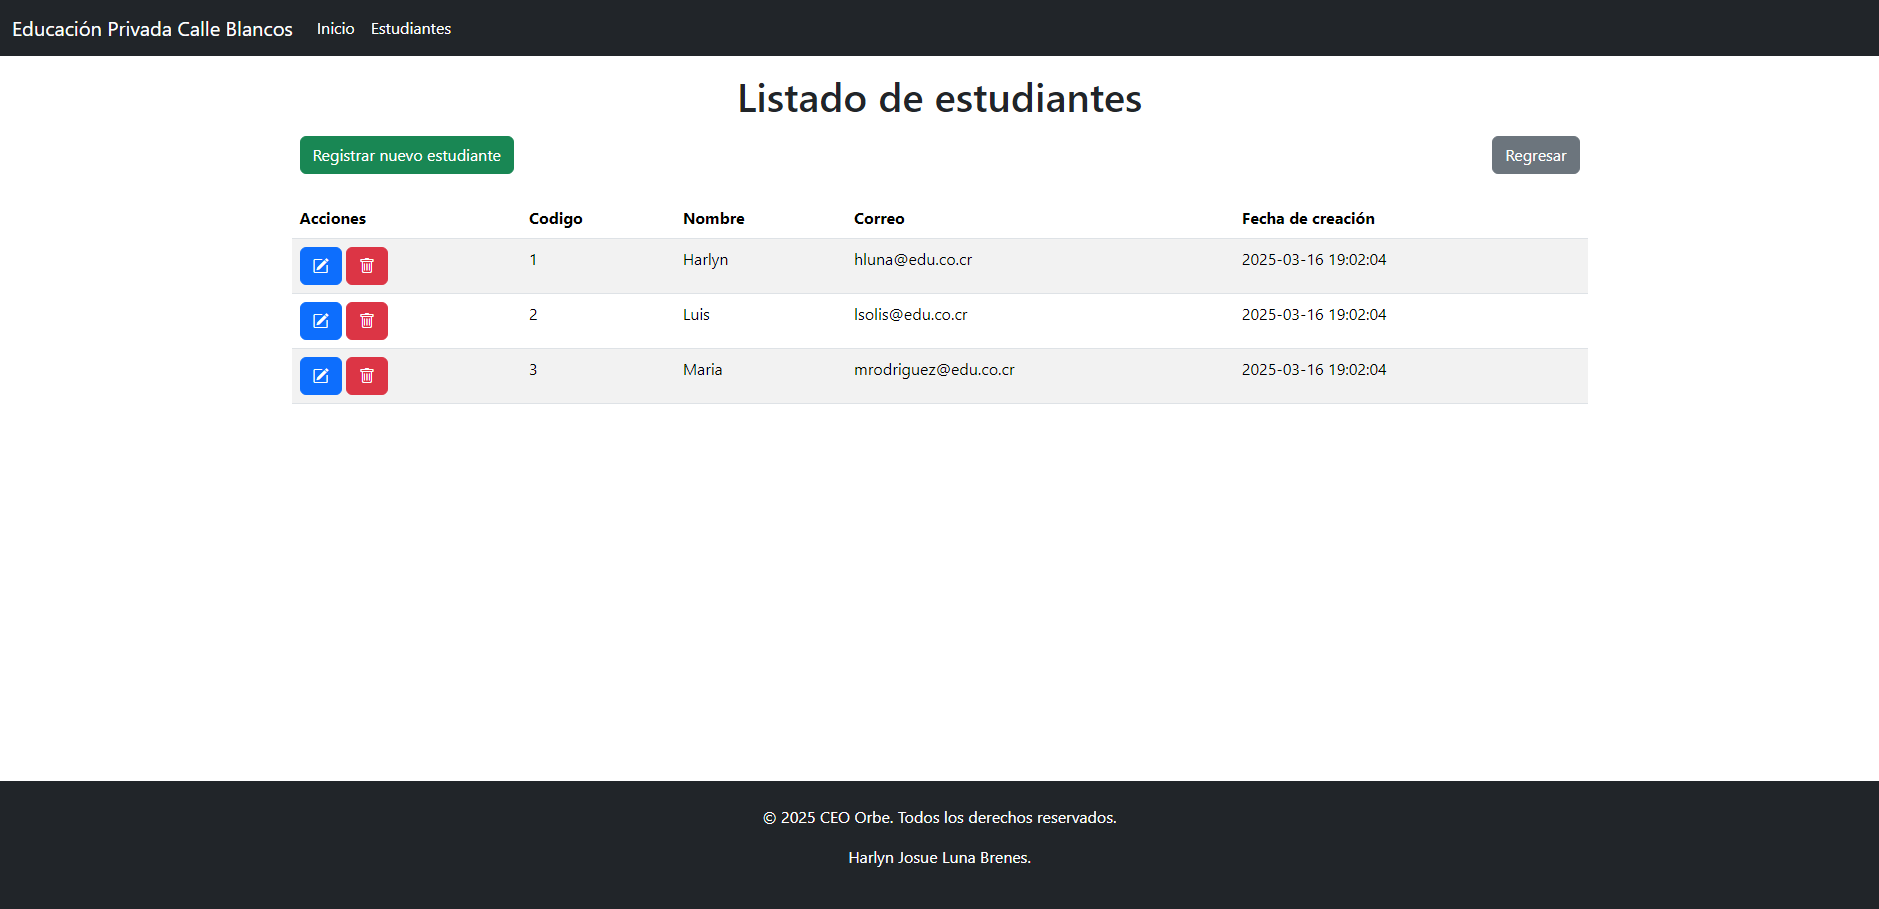 Educación Privada Calle Blancos Inicio Estudiantes
Listado de estudiantes
Registrar nuevo estudiante Regresar
Acciones Codigo Nombre Correo Fecha de creación
1 Harlyn hluna@edu.co.cr 2025-03-16 19:02:04
2 Luis lsolis@edu.co.cr 2025-03-16 19:02:04
3 Maria mrodriguez@edu.co.cr 2025-03-16 19:02:04
© 2025 CEO Orbe. Todos los derechos reservados.
Harlyn Josue Luna Brenes.